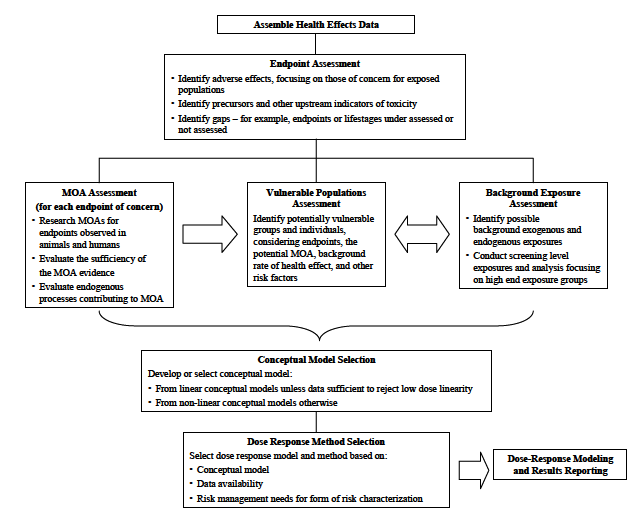 Assemble Health Effects Data
Endpoint Assessment
• Identify adverse effects, focusing on those of concern for exposed
populations
• Identify precursors and other upstream indicators of toxicity
• Identify gaps – for example, endpoints or lifestages under assessed or
not assessed
MOA Assessment
(for each endpoint of concern)
• Research MOAs for
endpoints observed in
animals and humans
• Evaluate the sufficiency of
the MOA evidence
• Evaluate endogenous
processes contributing to MOA
Vulnerable Populations
Assessment
Identify potentially vulnerable
groups and individuals,
considering endpoints, the
potential MOA, background
rate of health effect, and other
risk factors
Background Exposure
Assessment
• Identify possible
background exogenous and
endogenous exposures
• Conduct screening level
exposures and analysis focusing
on high end exposure groups
Conceptual Model Selection
Develop or select conceptual model:
• From linear conceptual models unless data sufficient to reject low dose linearity
• From non-linear conceptual models otherwise
Dose Response Method Selection
Select dose response model and method based on:
• Conceptual model
• Data availability
• Risk management needs for form of risk characterization
Dose-Response Modeling
and Results Reporting